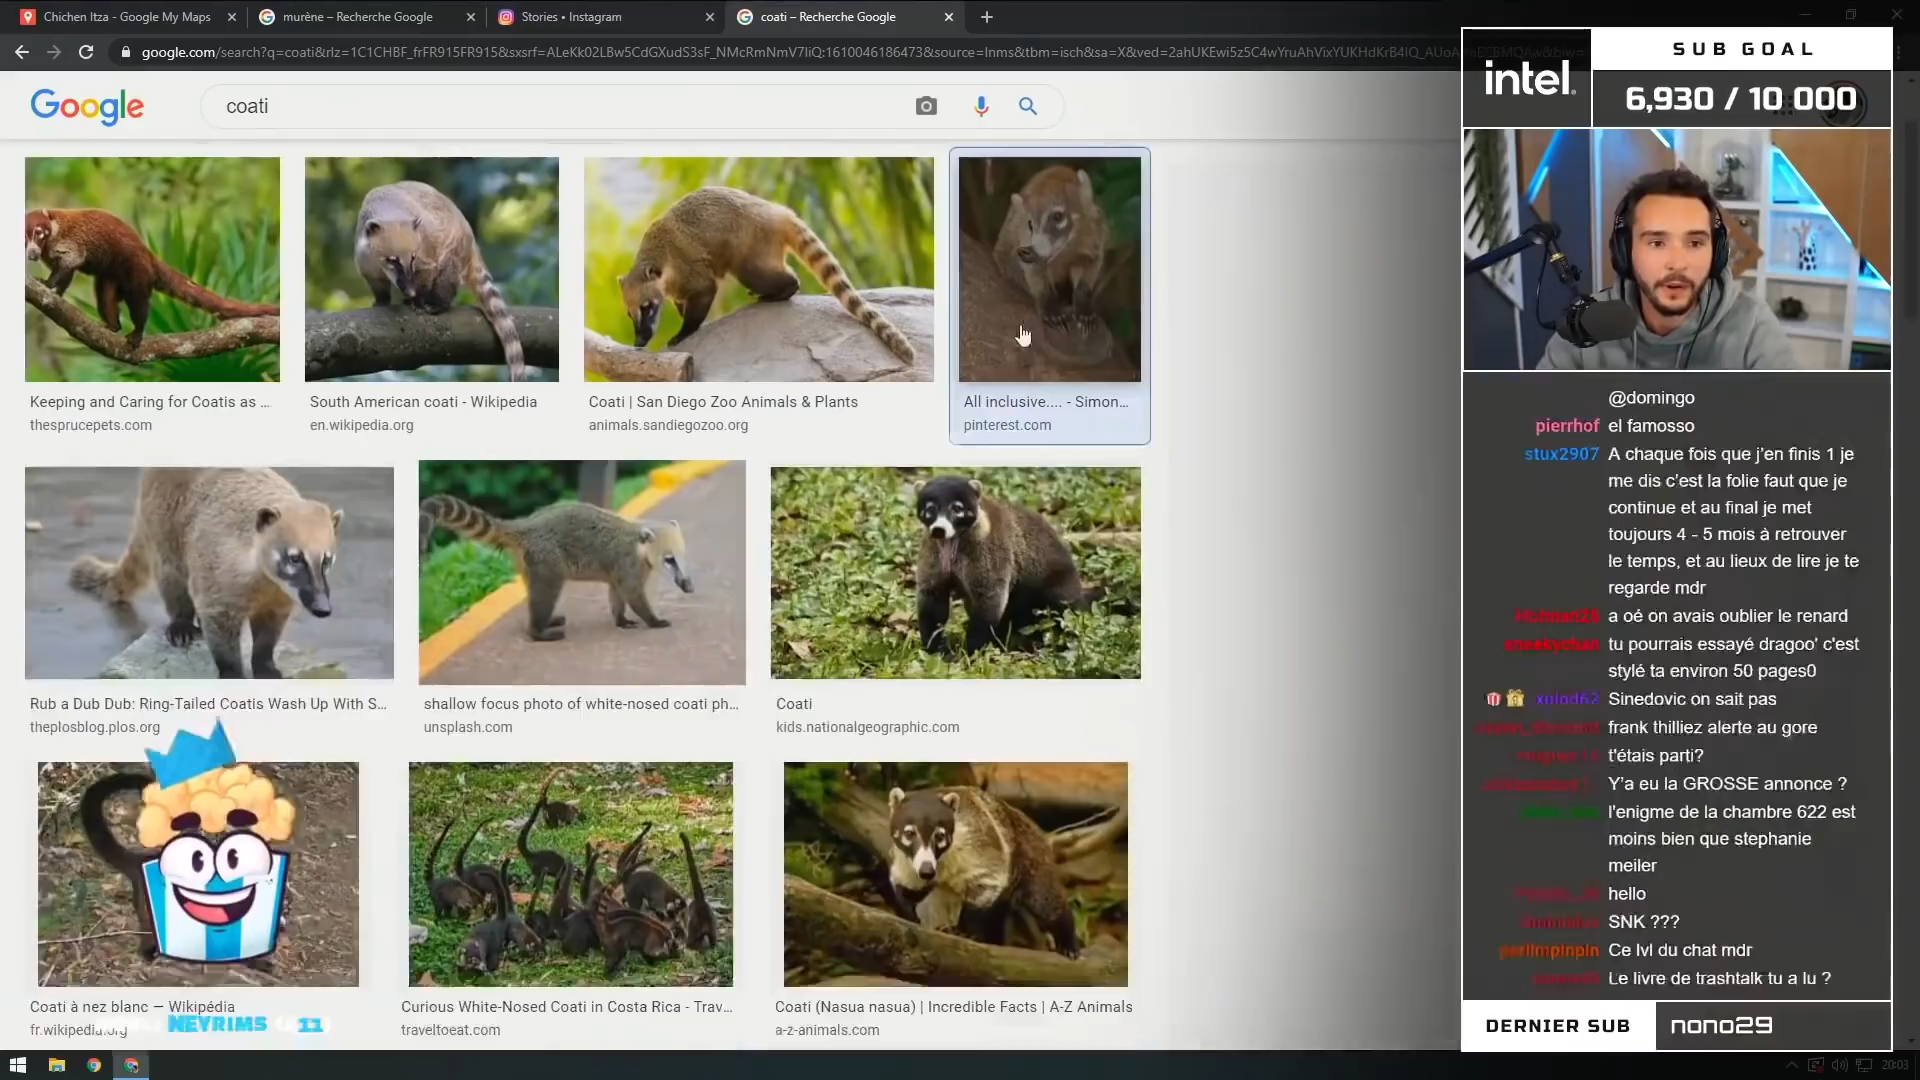 Chichen Itza - Google My Maps
murène – Recherche Google
Stories • Instagram
coati – Recherche Google
Google
coati
Keeping and Caring for Coatis as ...
thesprucepets.com
South American coati - Wikipedia
en.wikipedia.org
Coati | San Diego Zoo Animals & Plants
animals.sandiegozoo.org
All inclusive.... - Simon...
pinterest.com
Rub a Dub Dub: Ring-Tailed Coatis Wash Up With S...
theplosblog.plos.org
shallow focus photo of white-nosed coati ph...
unsplash.com
Coati
kids.nationalgeographic.com
Coati à nez blanc — Wikipédia
fr.wikipedia.org
NEYRIMS
11
Curious White-Nosed Coati in Costa Rica - Trav...
traveltoeat.com
Coati (Nasua nasua) | Incredible Facts | A-Z Animals
a-z-animals.com
intel.
SUB GOAL
6,930 / 10 000
@domingo
pierrhof el famosso
stux2907 A chaque fois que j'en finis 1 je
me dis c'est la folie faut que je
continue et au final je met
toujours 4 - 5 mois à retrouver
le temps, et au lieux de lire je te
regarde mdr
a oé on avais oublier le renard
sneakychan tu pourrais essayé dragoo' c'est
stylé ta environ 50 pages0
Sinedovic on sait pas
frank thilliez alerte au gore
t'étais parti?
Y'a eu la GROSSE annonce ?
l'enigme de la chambre 622 est
moins bien que stephanie
meiler
hello
SNK ???
perlimpinpin Ce lvl du chat mdr
Le livre de trashtalk tu a lu ?
DERNIER SUB nono29
20:03